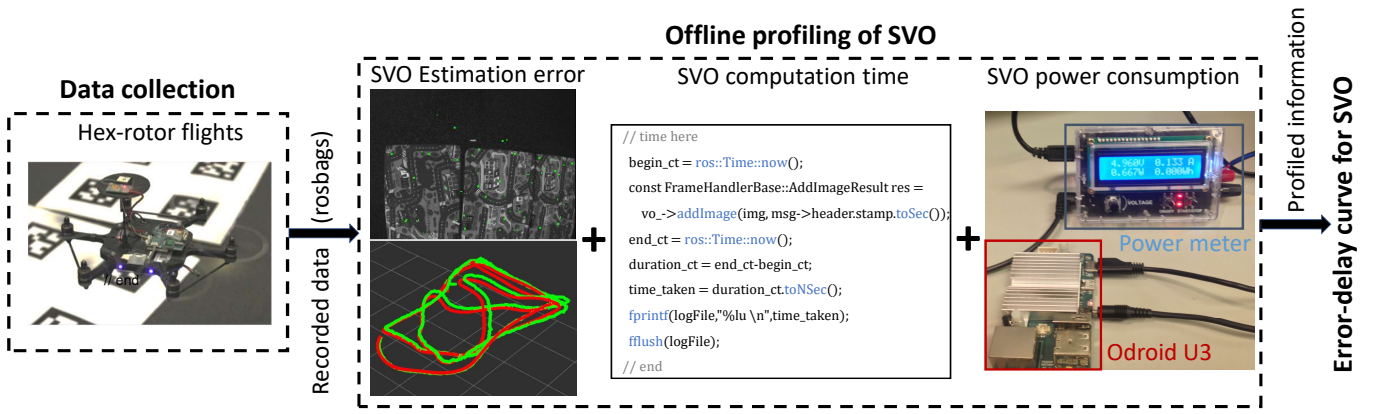 Data collection
Hex-rotor flights
// end
Recorded data (rosbags)
Offline profiling of SVO
SVO Estimation error
SVO computation time
// time here
begin_ct = ros::Time::now();
const FrameHandlerBase::AddImageResult res =
vo_->addImage(img, msg->header.stamp.toSec());
end_ct = ros::Time::now();
duration_ct = end_ct-begin_ct;
time_taken = duration_ct.toNSec();
fprintf(logFile,"%lu \n",time_taken);
fflush(logFile);
// end
SVO power consumption
4.960V 0.133 A
0.667W 0.000Wh
VOLTAGE
ON/OFF START/STOP
Power meter
Odroid U3
+
+
Profiled information
Error-delay curve for SVO